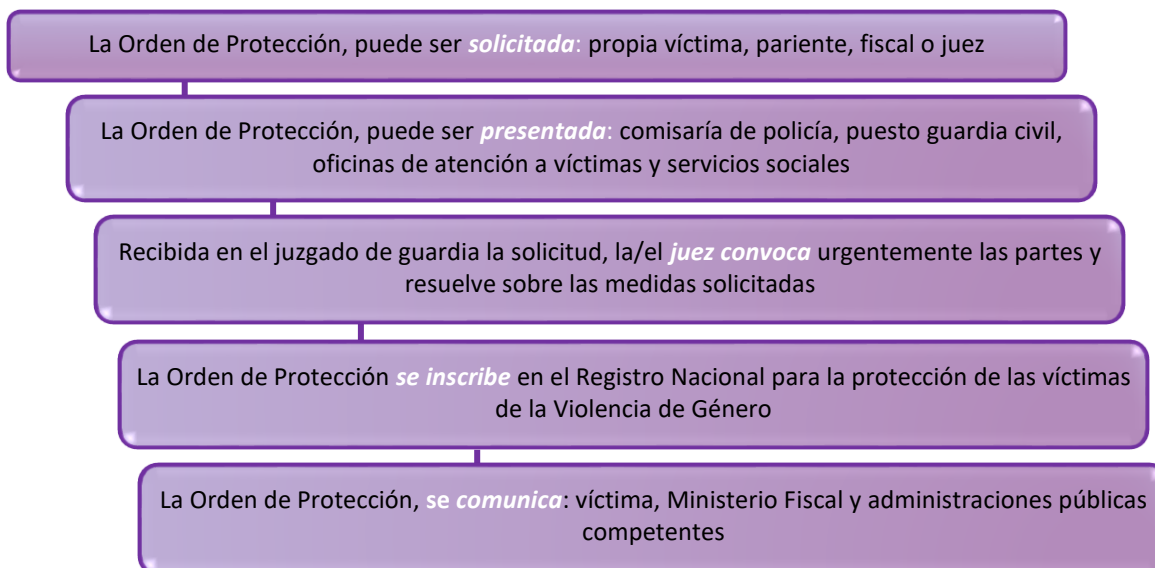 La Orden de Protección, puede ser solicitada: propia víctima, pariente, fiscal o juez
La Orden de Protección, puede ser presentada: comisaría de policía, puesto guardia civil,
oficinas de atención a víctimas y servicios sociales
Recibida en el juzgado de guardia la solicitud, la/el juez convoca urgentemente las partes y
resuelve sobre las medidas solicitadas
La Orden de Protección se inscribe en el Registro Nacional para la protección de las víctimas
de la Violencia de Género
La Orden de Protección, se comunica: víctima, Ministerio Fiscal y administraciones públicas
competentes